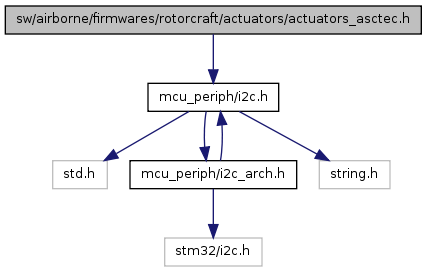 sw/airborne/firmwares/rotorcraft/actuators/actuators_asctec.h
mcu_periph/i2c.h
std.h
mcu_periph/i2c_arch.h
string.h
stm32/i2c.h